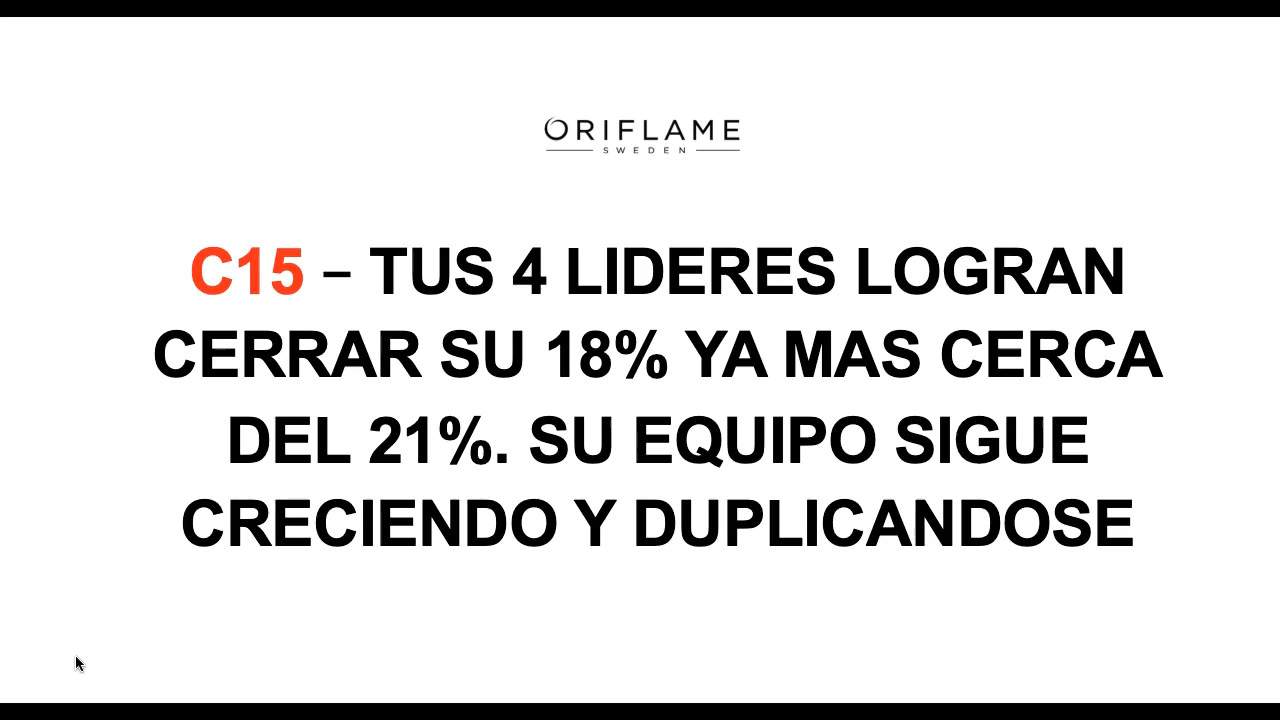 ORIFLAME
SWEDEN
C15 – TUS 4 LIDERES LOGRAN
CERRAR SU 18% YA MAS CERCA
DEL 21%. SU EQUIPO SIGUE
CRECIENDO Y DUPLICANDOSE